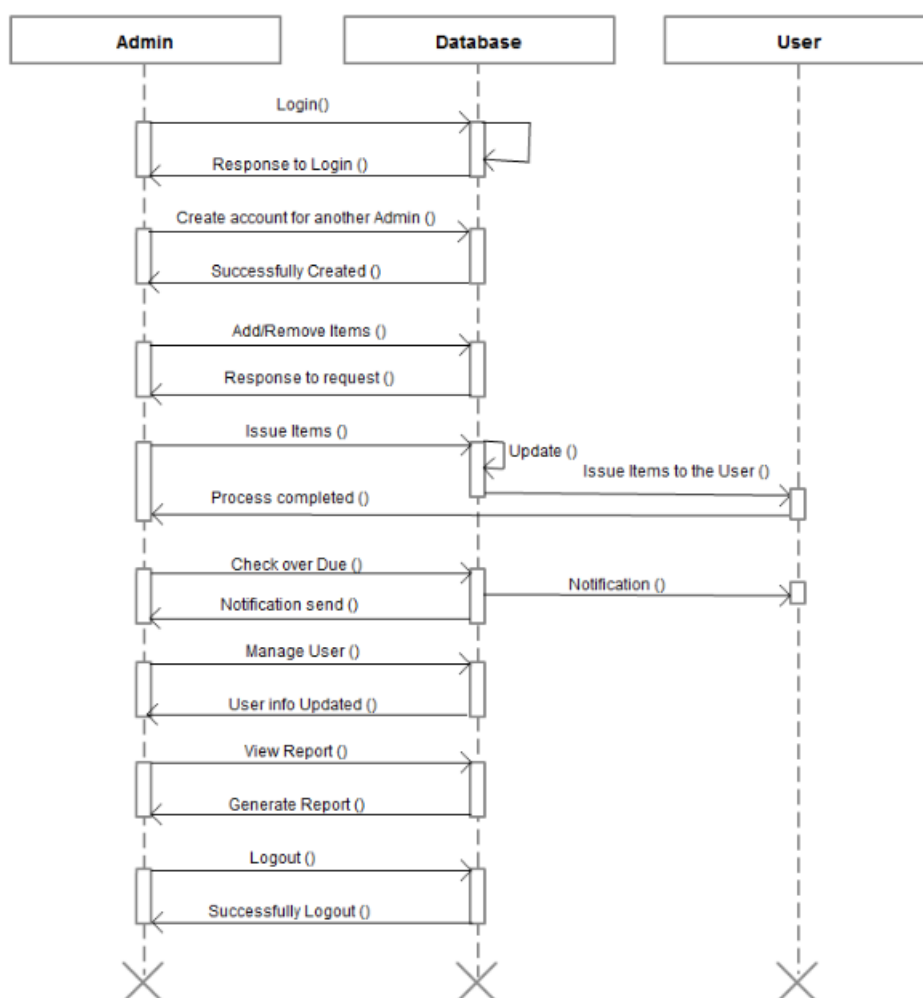 Admin
Database
User
Login()
Response to Login ()
Create account for another Admin ()
Successfully Created ()
Add/Remove Items ()
Response to request ()
Issue Items ()
Update ()
Issue Items to the User ()
Process completed ()
Check over Due ()
Notification ()
Notification send ()
Manage User ()
User info Updated ()
View Report ()
Generate Report ()
Logout ()
Successfully Logout ()